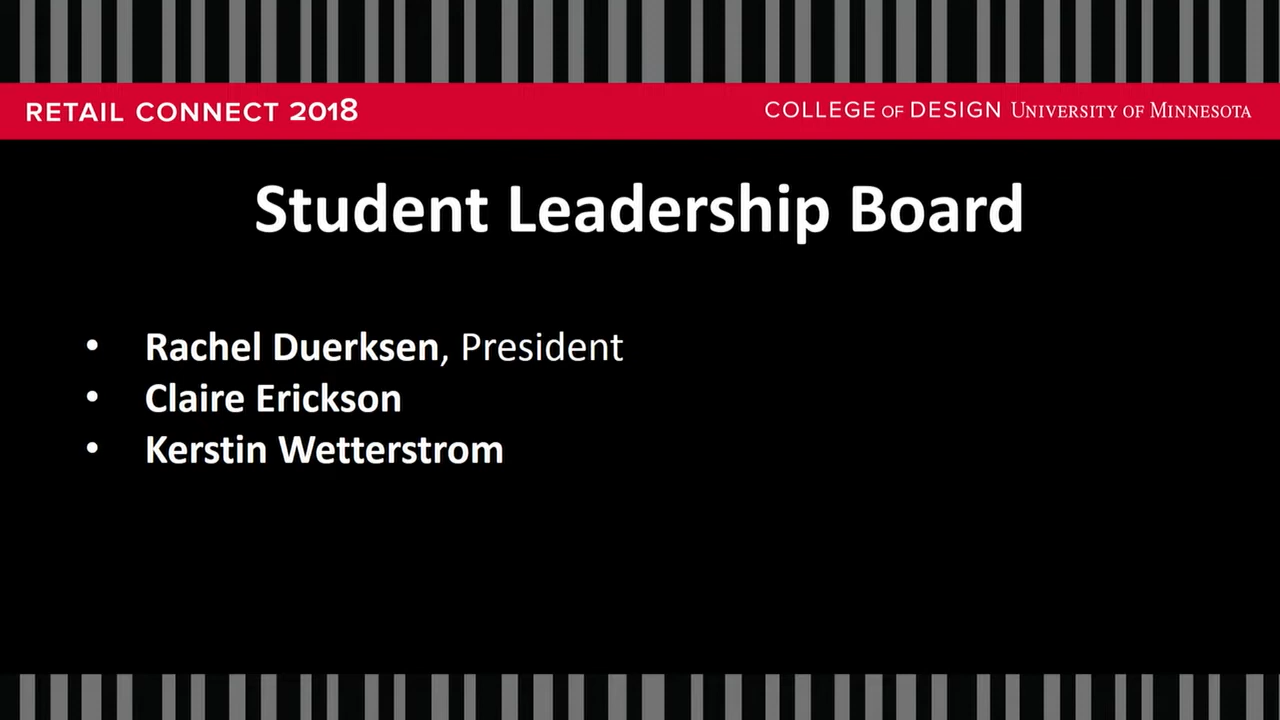 RETAIL CONNECT 2018
COLLEGE OF DESIGN UNIVERSITY OF MINNESOTA
Student Leadership Board
• Rachel Duerksen, President
• Claire Erickson
• Kerstin Wetterstrom